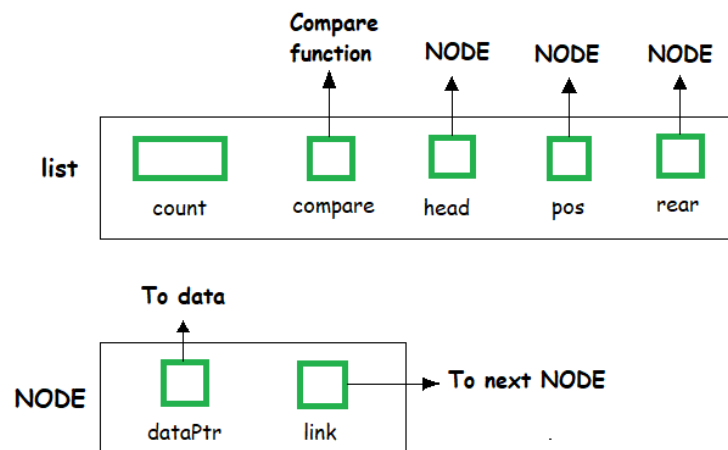 Compare
function
NODE
NODE
NODE
list
count
compare
head
pos
rear
To data
NODE
To next NODE
dataPtr
link